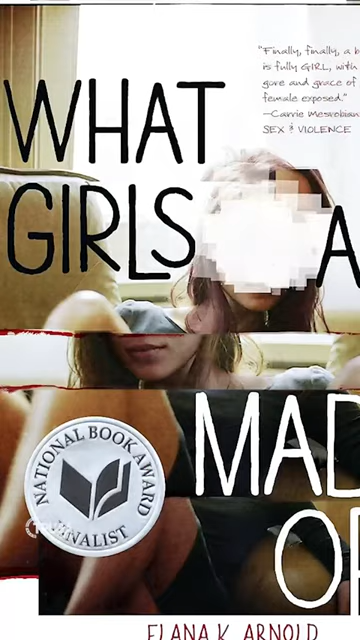 "Finally, finally, a b
is fully GIRL, with
gore and grace of
female exposed."
—Carrie Mesrobian
SEX & VIOLENCE
WHAT
GIRLS A
MAD
OF
NATIONAL BOOK AWARD
FINALIST
ELANA K. ARNOLD